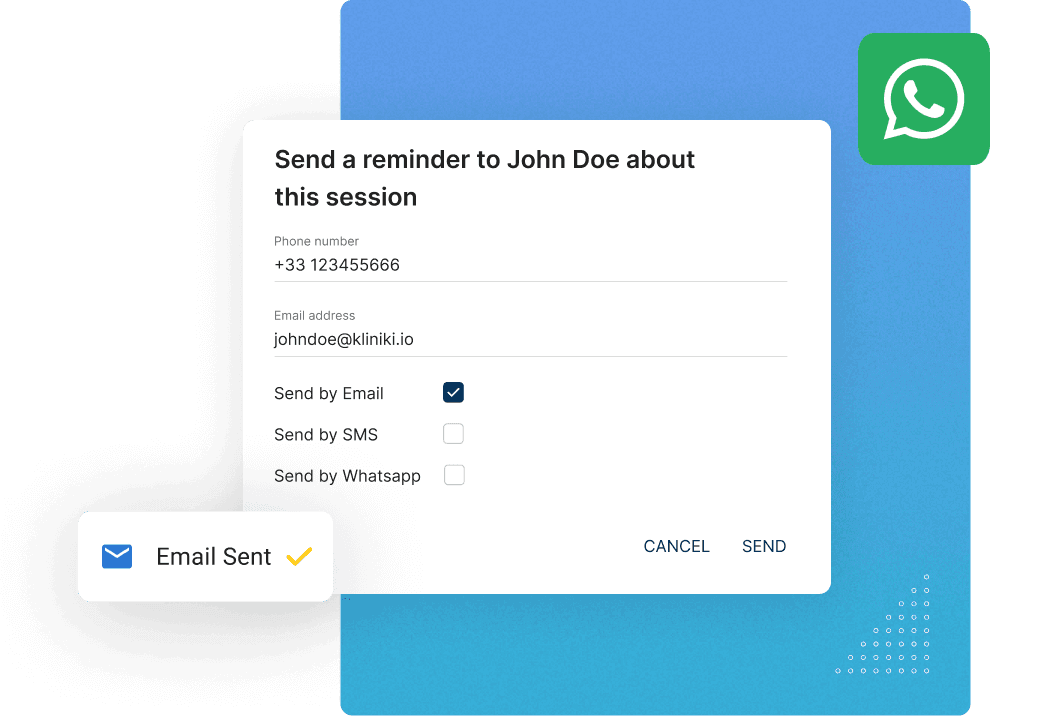 Send a reminder to John Doe about
this session
Phone number
+33 123455666
Email address
johndoe@kliniki.io
Send by Email
Send by SMS
Send by Whatsapp
CANCEL SEND
Email Sent